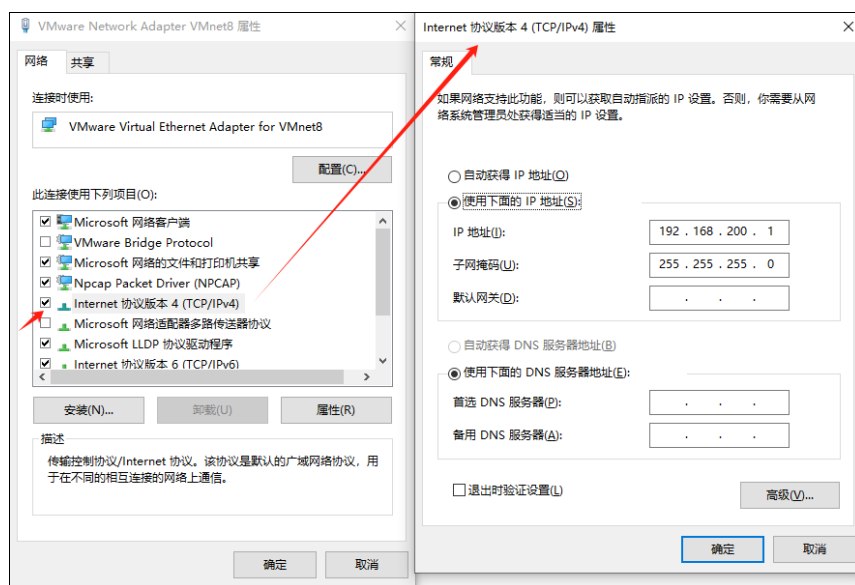 VMware Network Adapter VMnet8 属性
网络
共享
连接时使用:
VMware Virtual Ethernet Adapter for VMnet8
配置(C)...
此连接使用下列项目(O):
Microsoft 网络客户端
VMware Bridge Protocol
Microsoft 网络的文件和打印机共享
Npcap Packet Driver (NPCAP)
Internet 协议版本 4 (TCP/IPv4)
Microsoft 网络适配器多路传送器协议
Microsoft LLDP 协议驱动程序
Internet 协议版本 6 (TCP/IPv6)
安装(N)...
卸载(U)
属性(R)
描述
传输控制协议/Internet 协议。该协议是默认的广域网络协议，用
于在不同的相互连接的网络上通信。
确定
取消
Internet 协议版本 4 (TCP/IPv4) 属性
常规
如果网络支持此功能，则可以获取自动指派的 IP 设置。否则，你需要从网
络系统管理员处获得适当的 IP 设置。
自动获得 IP 地址(O)
使用下面的 IP 地址(S):
IP 地址(I):
192 . 168 . 200 . 1
子网掩码(U):
255 . 255 . 255 . 0
默认网关(D):
. . .
自动获得 DNS 服务器地址(B)
使用下面的 DNS 服务器地址(E):
首选 DNS 服务器(P):
. . .
备用 DNS 服务器(A):
. . .
退出时验证设置(L)
高级(V)...
确定
取消